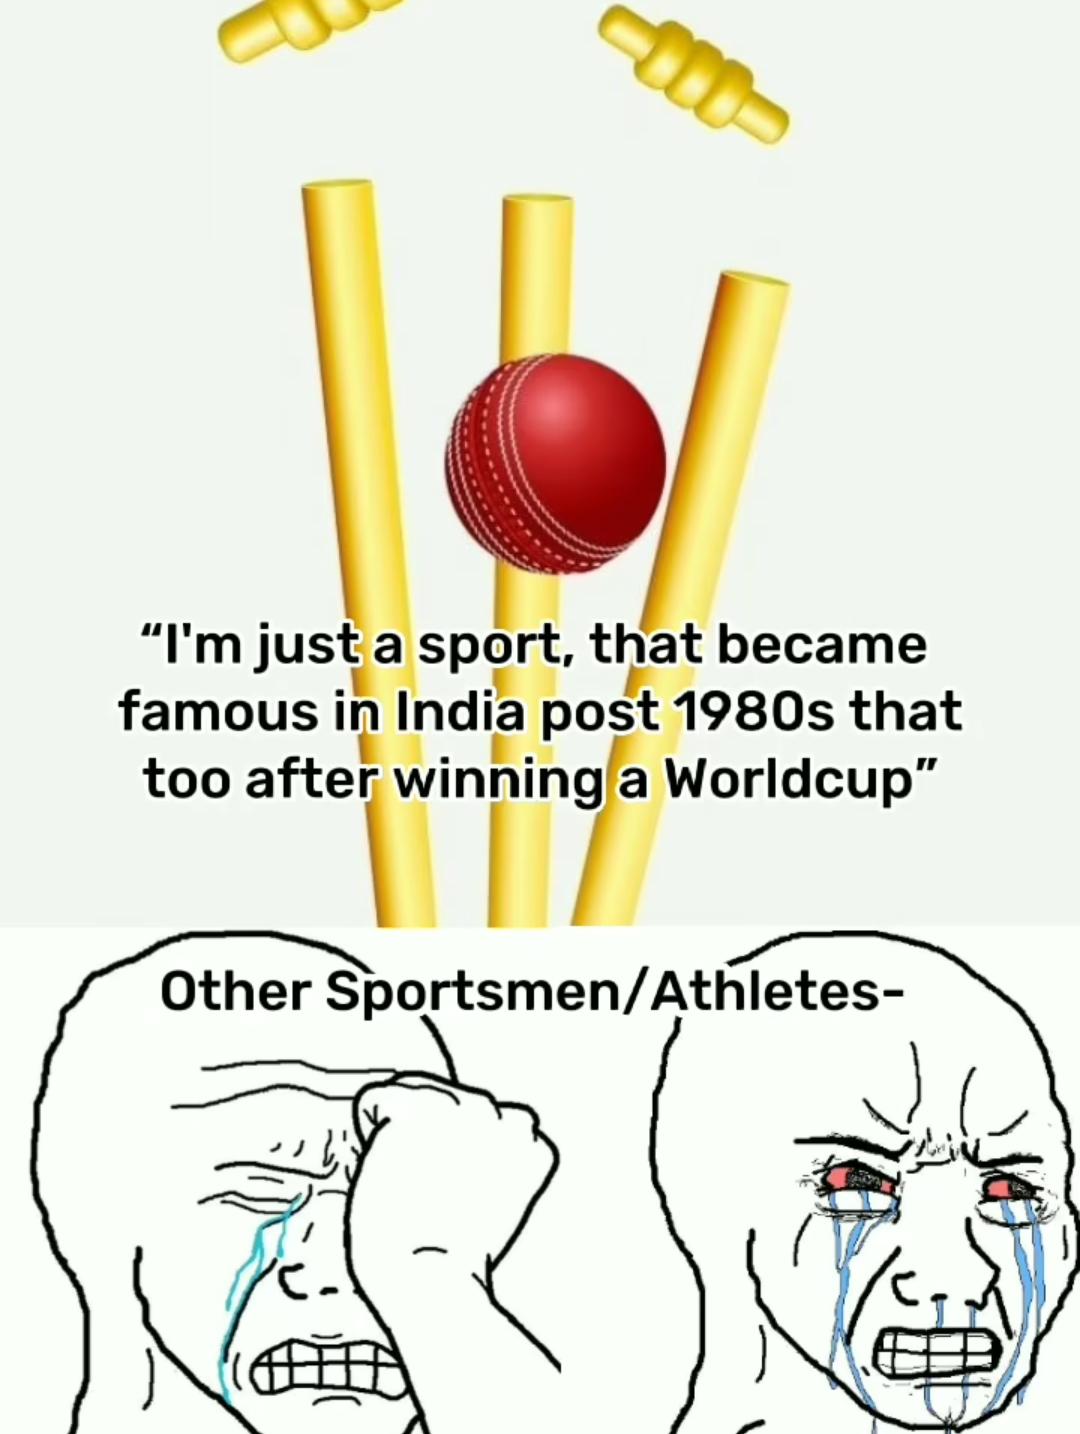 “I'm just a sport, that became
famous in India post 1980s that
too after winning a Worldcup”
Other Sportsmen/Athletes-